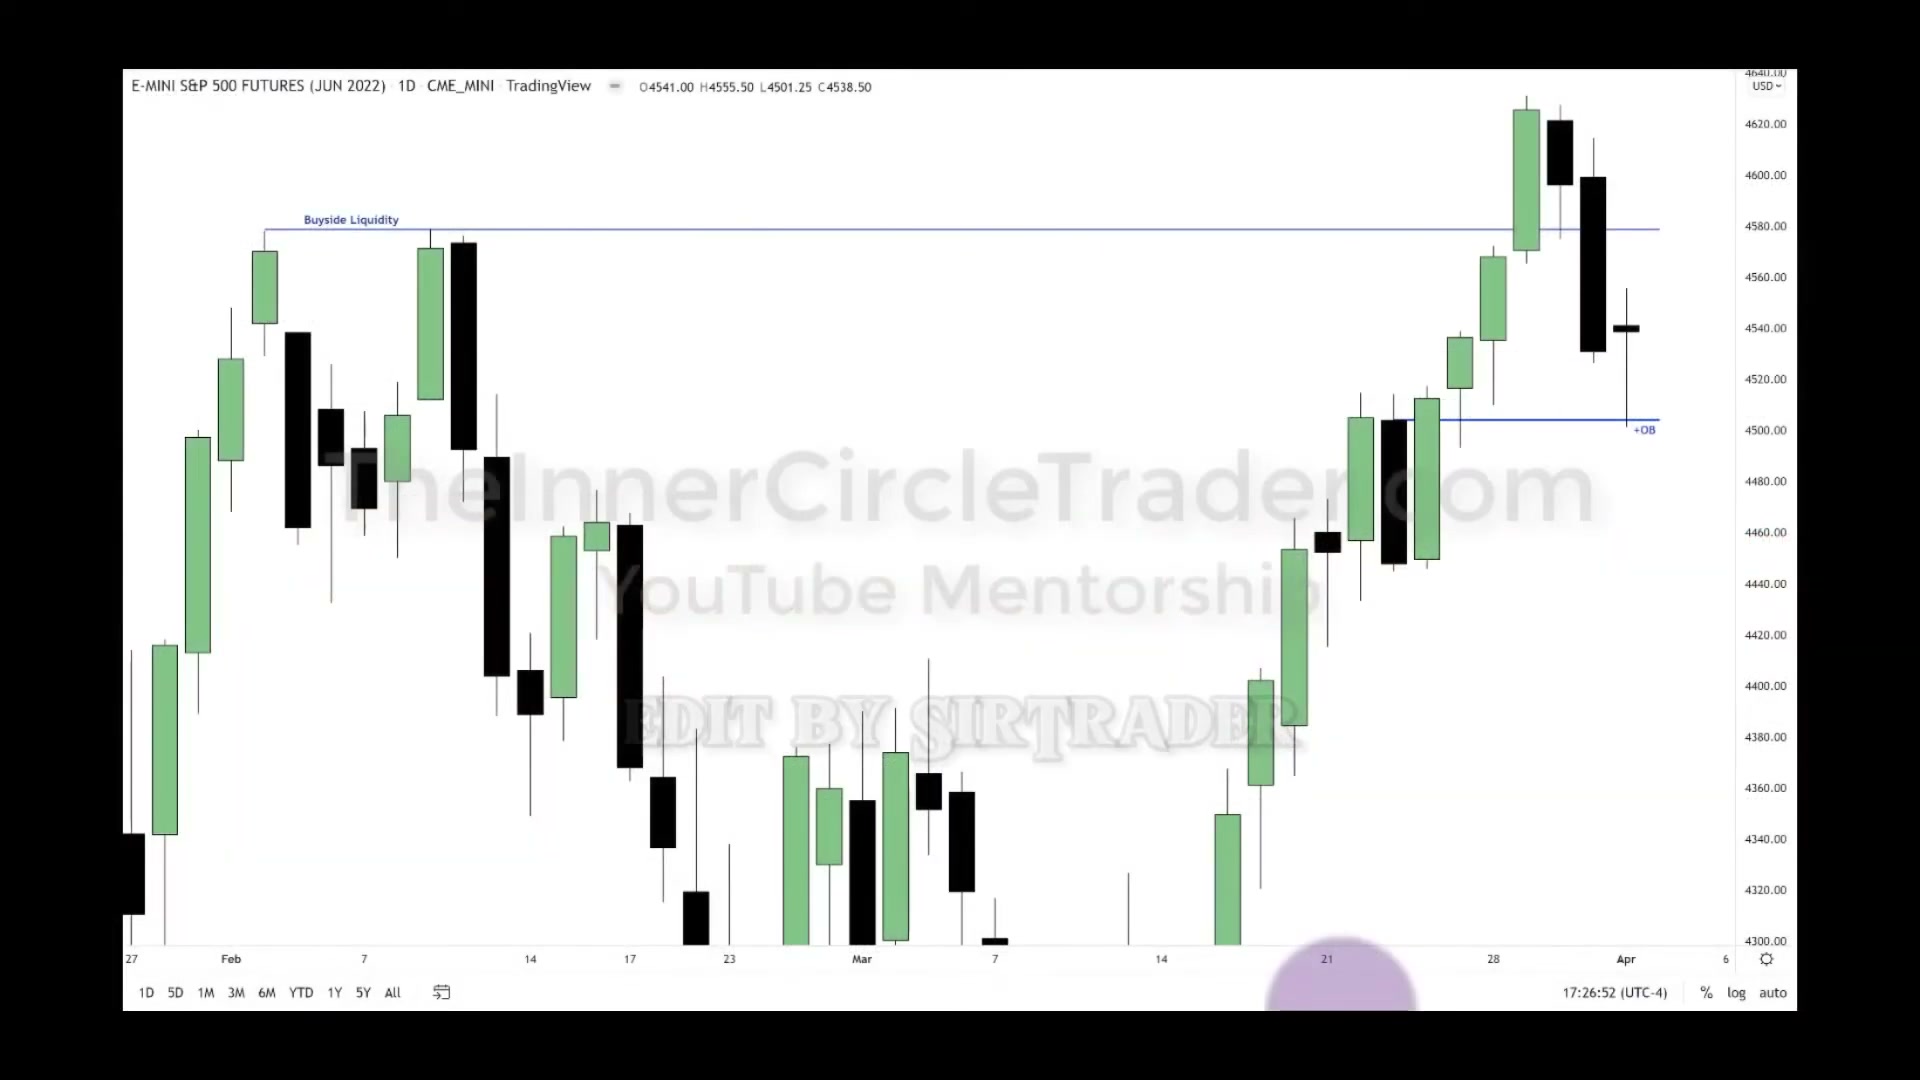 E-MINI S&P 500 FUTURES (JUN 2022) · 1D · CME_MINI · TradingView O4541.00 H4555.50 L4501.25 C4538.50
4640.00
USD
4620.00
4600.00
Buyside Liquidity
4580.00
4560.00
4540.00
4520.00
4500.00
+OB
TheInnerCircleTrader.com
4480.00
4460.00
YouTube Mentorship
4440.00
4420.00
4400.00
EDIT BY SIRTRADER
4380.00
4360.00
4340.00
4320.00
4300.00
27 Feb 7 14 17 23 Mar 7 14 21 28 Apr 6
1D 5D 1M 3M 6M YTD 1Y 5Y All 17:26:52 (UTC-4) % log auto